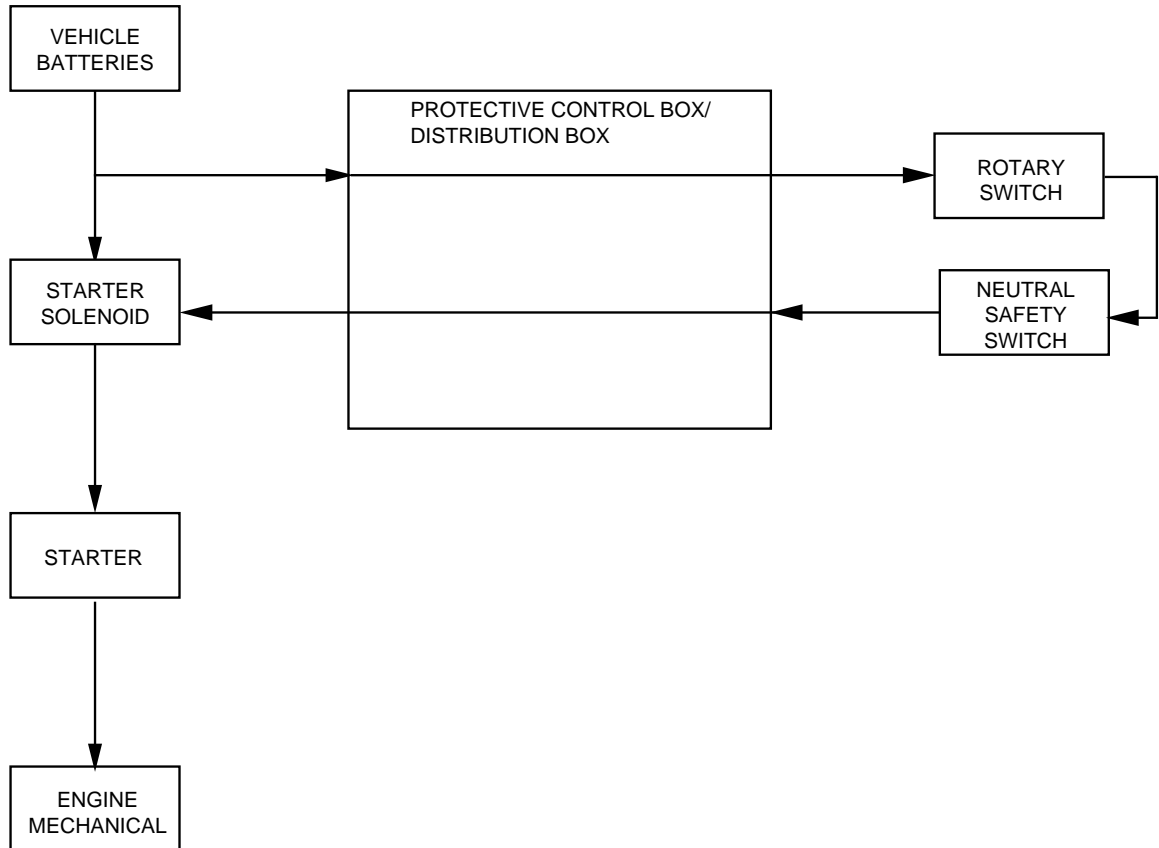 VEHICLE
BATTERIES
PROTECTIVE CONTROL BOX/
DISTRIBUTION BOX
ROTARY
SWITCH
STARTER
SOLENOID
NEUTRAL
SAFETY
SWITCH
STARTER
ENGINE
MECHANICAL